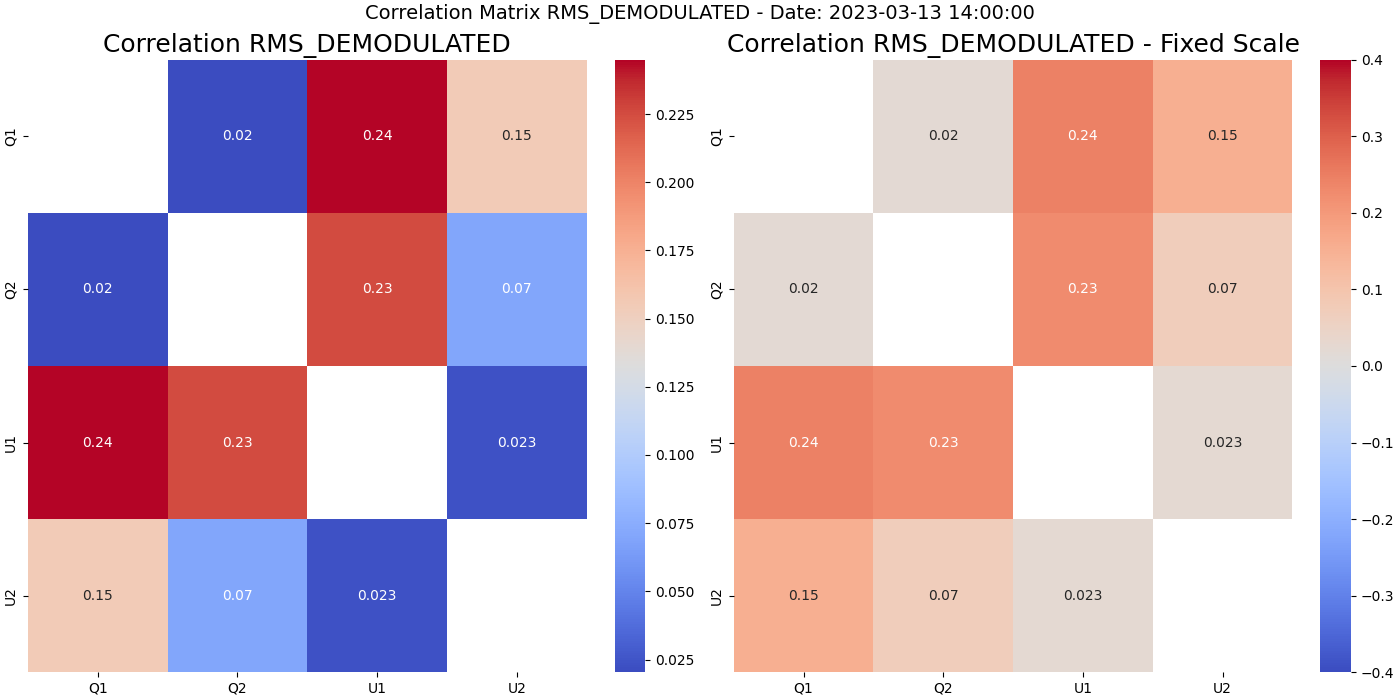 Correlation Matrix RMS_DEMODULATED - Date: 2023-03-13 14:00:00
Correlation RMS_DEMODULATED
Q1
0.02
0.24
0.15
Q2
0.02
0.23
0.07
U1
0.24
0.23
0.023
U2
0.15
0.07
0.023
Q1
Q2
U1
U2
0.225
0.200
0.175
0.150
0.125
0.100
0.075
0.050
0.025
Correlation RMS_DEMODULATED - Fixed Scale
Q1
0.02
0.24
0.15
Q2
0.02
0.23
0.07
U1
0.24
0.23
0.023
U2
0.15
0.07
0.023
Q1
Q2
U1
U2
0.4
0.3
0.2
0.1
0.0
−0.1
−0.2
−0.3
−0.4